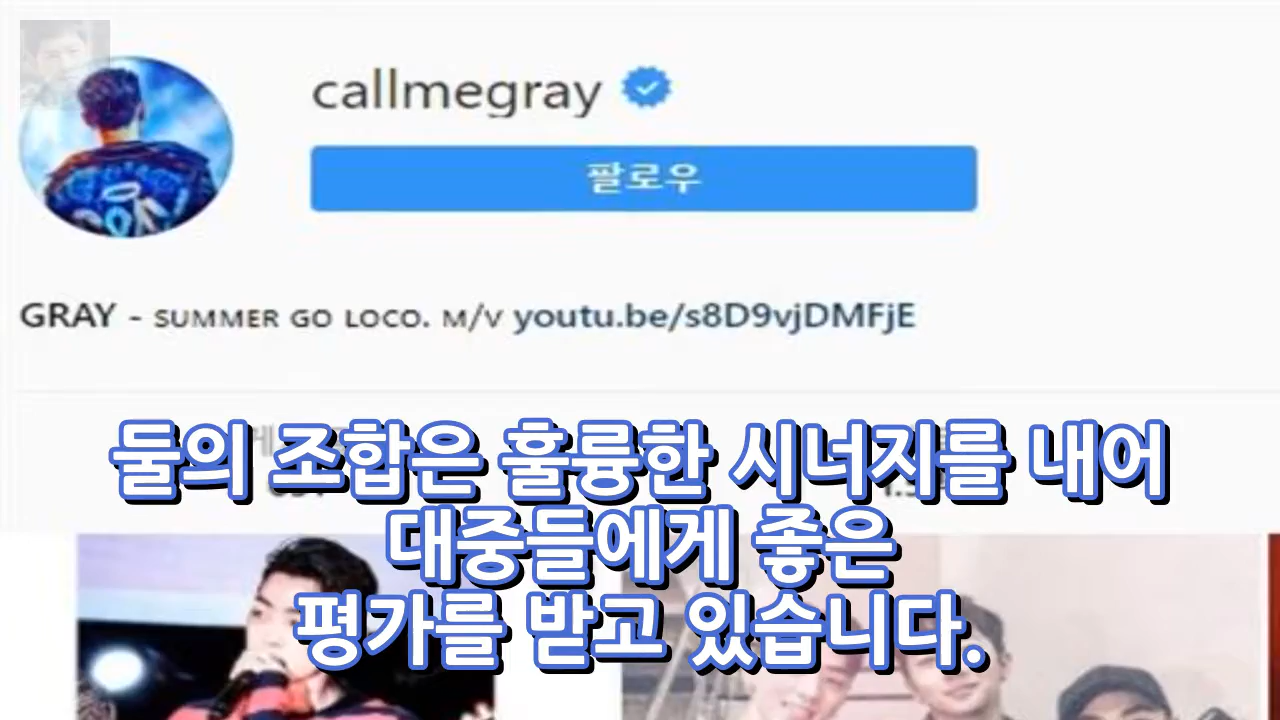 callmegray
팔로우
GRAY - SUMMER GO LOCO. M/V youtu.be/s8D9vjDMFjE
둘의 조합은 훌륭한 시너지를 내어
대중들에게 좋은
평가를 받고 있습니다.